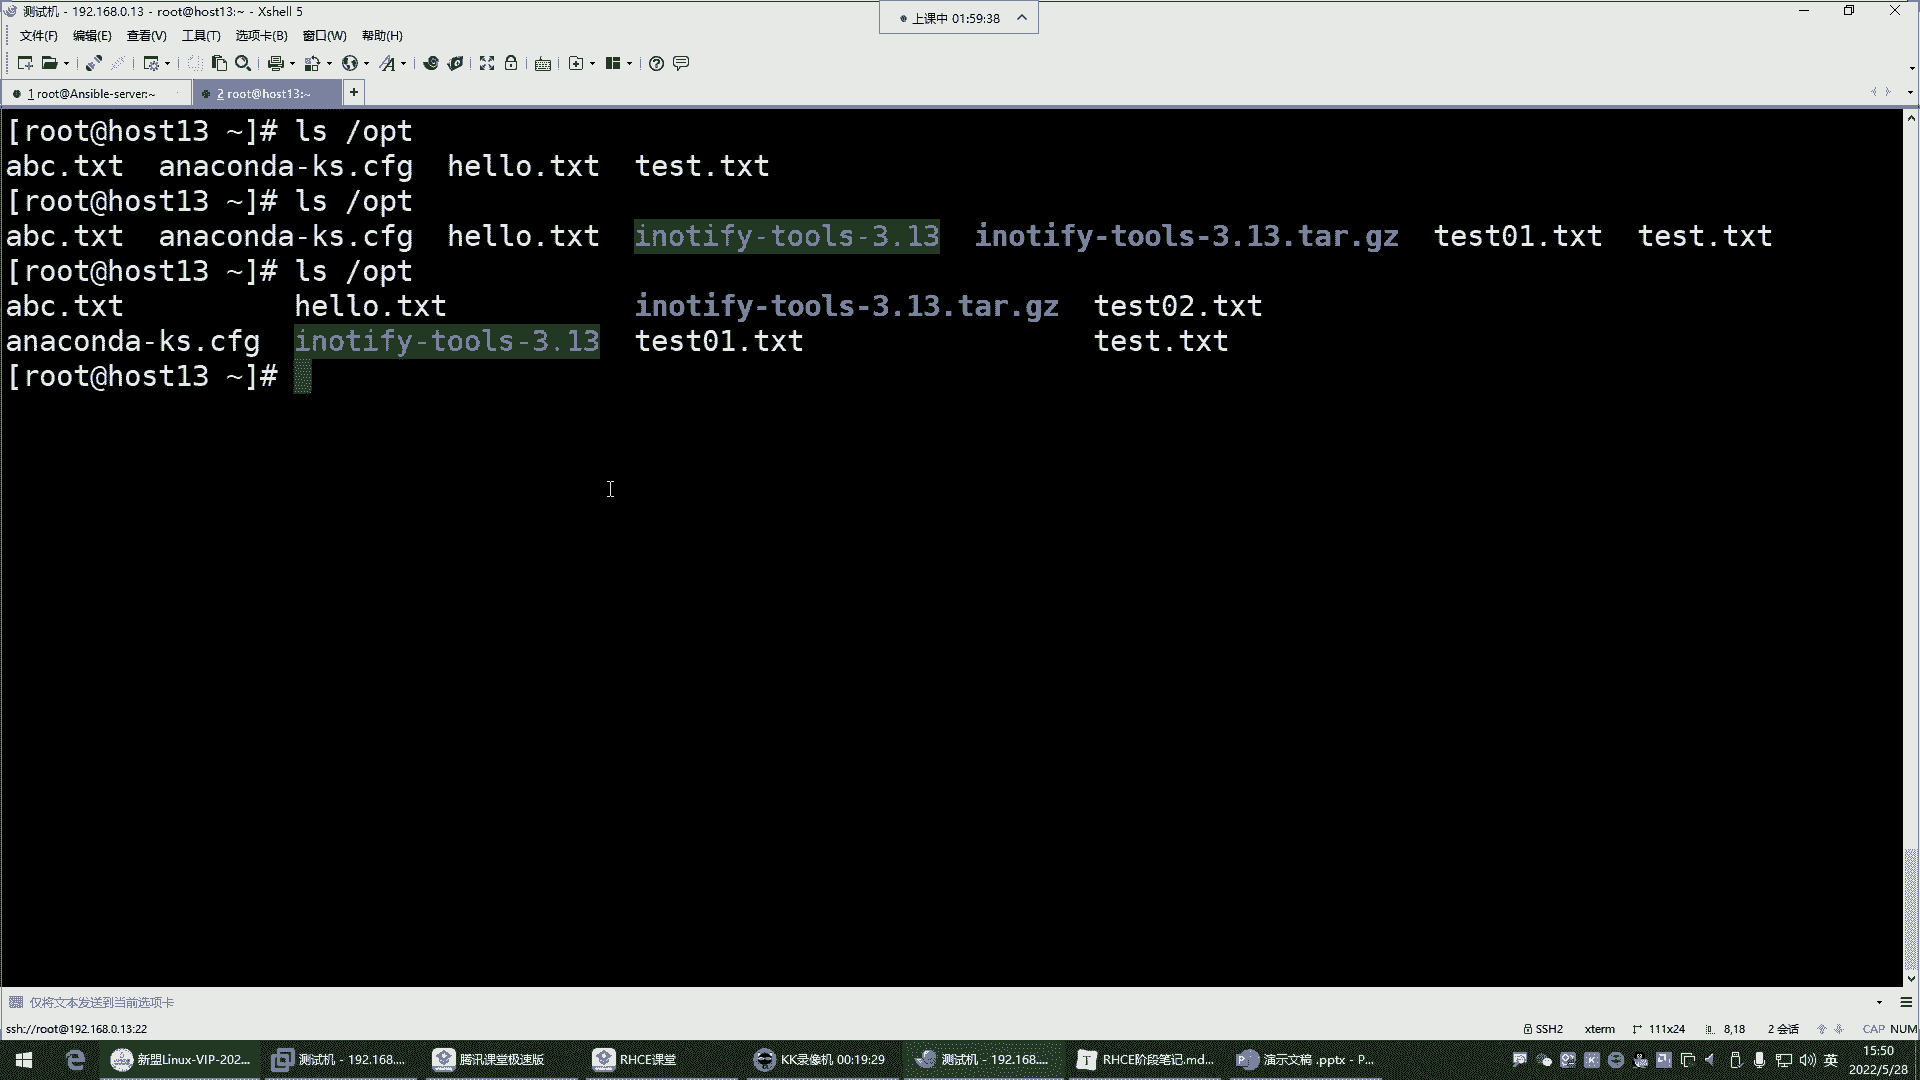 测试机 - 192.168.0.13 - root@host13:~ - Xshell 5
上课中 01:59:38
文件(F) 编辑(E) 查看(V) 工具(T) 选项卡(B) 窗口(W) 帮助(H)
1 root@Ansible-server:~ 2 root@host13:~
[root@host13 ~]# ls /opt
abc.txt anaconda-ks.cfg hello.txt test.txt
[root@host13 ~]# ls /opt
abc.txt anaconda-ks.cfg hello.txt inotify-tools-3.13 inotify-tools-3.13.tar.gz test01.txt test.txt
[root@host13 ~]# ls /opt
abc.txt hello.txt inotify-tools-3.13.tar.gz test02.txt
anaconda-ks.cfg inotify-tools-3.13 test01.txt test.txt
[root@host13 ~]#
仅将文本发送到当前选项卡
ssh://root@192.168.0.13:22 SSH2 xterm 111x24 8,18 2 会话 CAP NUM
新盟Linux-VIP-202... 测试机 - 192.168.... 腾讯课堂极速版 RHCE课堂 KK录像机 00:19:29 测试机 - 192.168.... RHCE阶段笔记.md... 演示文稿 .pptx - P... 英 15:50
2022/5/28